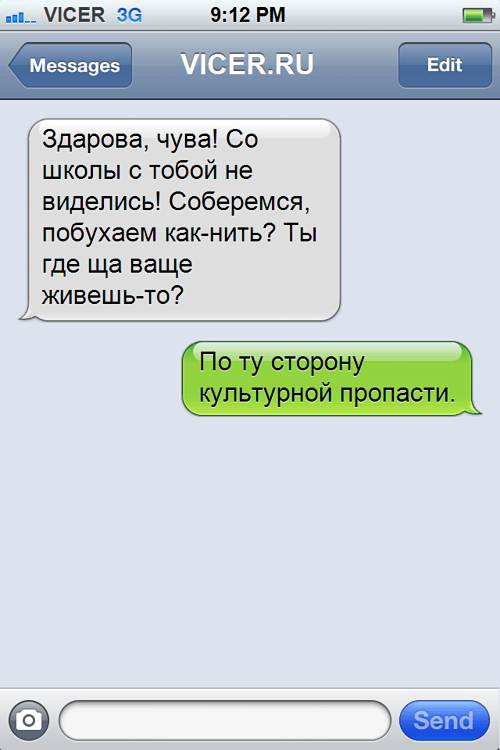 VICER 3G 9:12 PM
Messages VICER.RU Edit
Здарова, чува! Со
школы с тобой не
виделись! Соберемся,
побухаем как-нить? Ты
где ща ваще
живешь-то?
По ту сторону
культурной пропасти.
Send